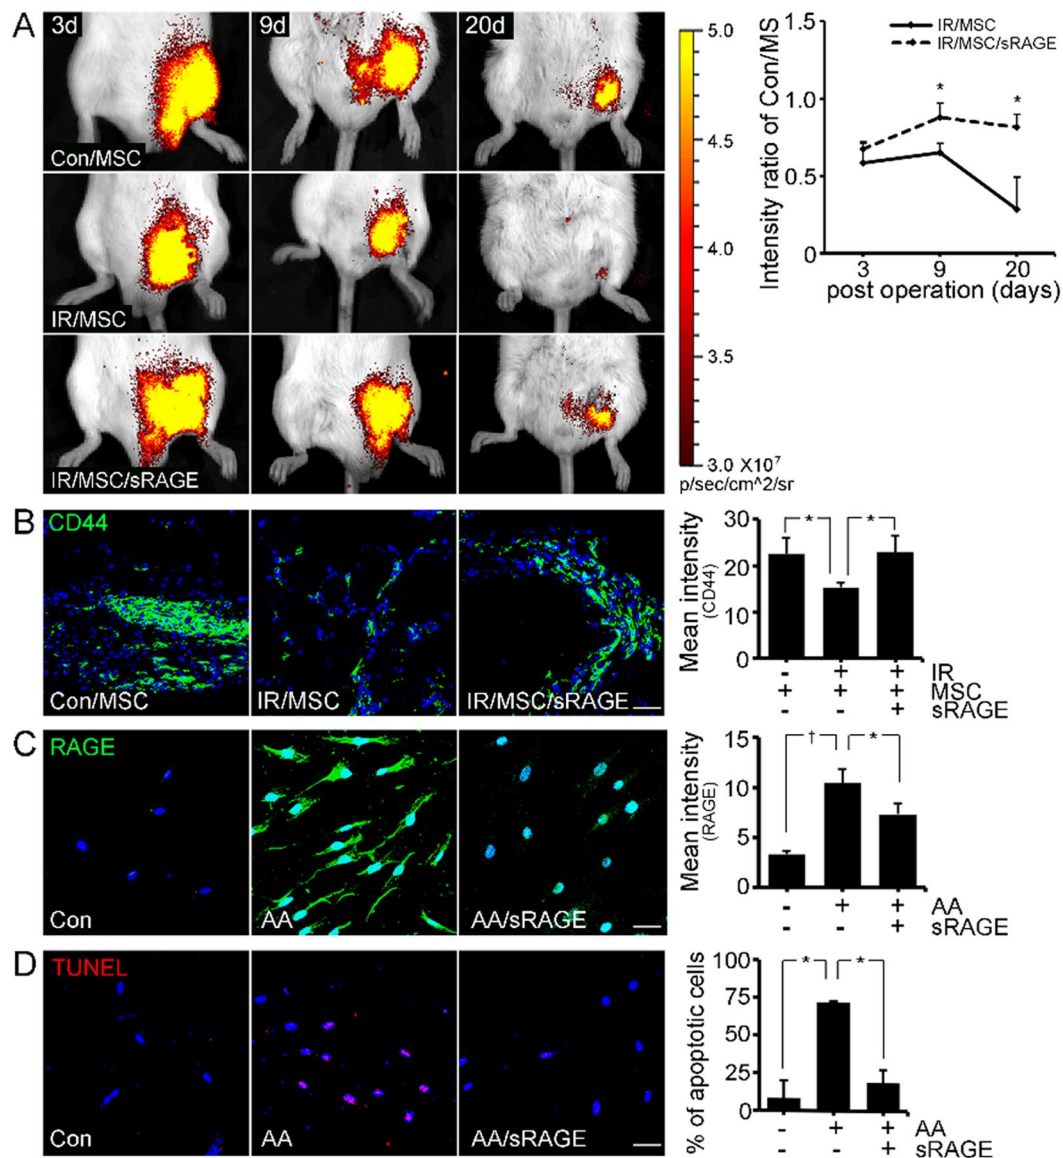 A
3d
9d
20d
Con/MSC
IR/MSC
IR/MSC/sRAGE
5.0
4.5
4.0
3.5
3.0 X10⁷
p/sec/cm^2/sr
IR/MSC
IR/MSC/sRAGE
Intensity ratio of Con/MS
1.5
1.0
0.5
0
* *
3 9 20
post operation (days)
B
CD44
Con/MSC
IR/MSC
IR/MSC/sRAGE
Mean intensity
(CD44)
30
20
10
0
* *
- + + IR
+ + + MSC
- - + sRAGE
C
RAGE
Con
AA
AA/sRAGE
Mean intensity
(RAGE)
15
10
5
0
† *
- + + AA
- - + sRAGE
D
TUNEL
Con
AA
AA/sRAGE
% of apoptotic cells
100
75
50
25
0
* *
- + + AA
- - + sRAGE